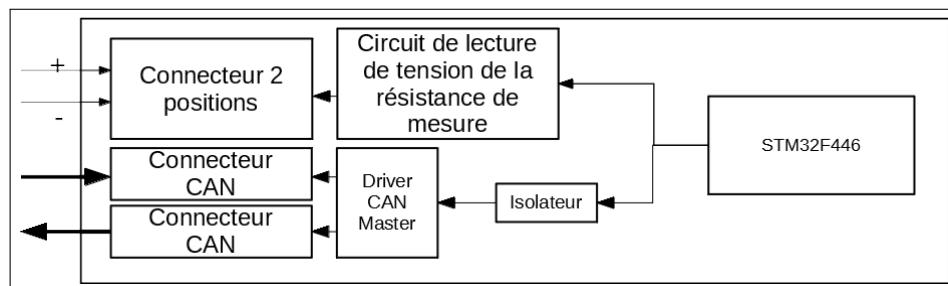 +
-
Connecteur 2
positions
Circuit de lecture
de tension de la
résistance de
mesure
STM32F446
Connecteur
CAN
Connecteur
CAN
Driver
CAN
Master
Isolateur